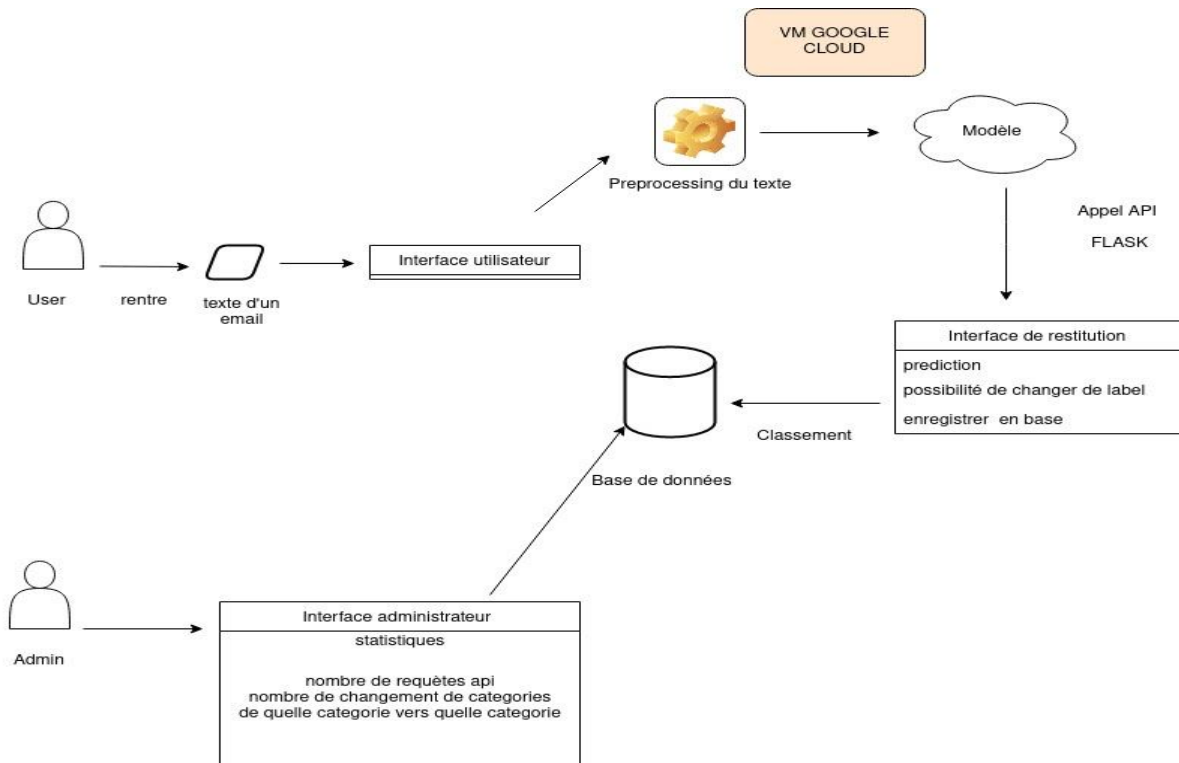 VM GOOGLE
CLOUD
Modèle
Preprocessing du texte
Appel API
FLASK
User
rentre
texte d'un
email
Interface utilisateur
Interface de restitution
prediction
possibilité de changer de label
enregistrer en base
Classement
Base de données
Admin
Interface administrateur
statistiques
nombre de requètes api
nombre de changement de categories
de quelle categorie vers quelle categorie